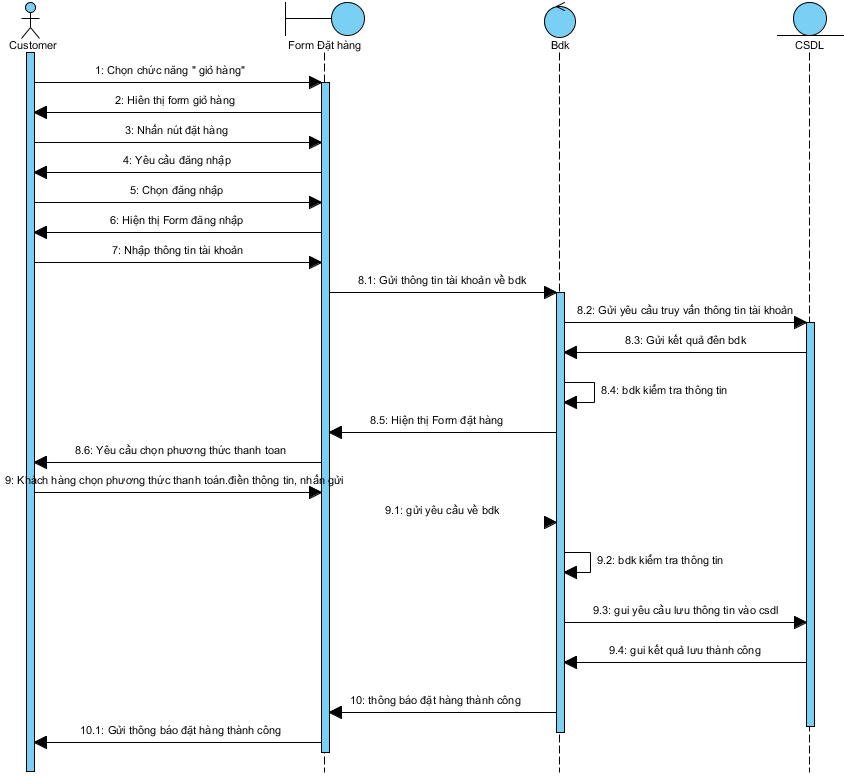 Customer
Form Đặt hàng
Bdk
CSDL
1: Chọn chức năng " giỏ hàng"
2: Hiên thị form giỏ hàng
3: Nhấn nút đặt hàng
4: Yêu cầu đăng nhập
5: Chọn đăng nhập
6: Hiện thị Form đăng nhập
7: Nhập thông tin tài khoản
8.1: Gửi thông tin tài khoản về bdk
8.2: Gửi yêu cầu truy vấn thông tin tài khoản
8.3: Gửi kết quả đên bdk
8.4: bdk kiểm tra thông tin
8.5: Hiện thị Form đặt hàng
8.6: Yêu cầu chọn phương thức thanh toan
9: Khách hàng chọn phương thức thanh toán.điền thông tin, nhấn gửi
9.1: gửi yêu cầu về bdk
9.2: bdk kiểm tra thông tin
9.3: gui yêu cầu lưu thông tin vào csdl
9.4: gui kết quả lưu thành công
10: thông báo đặt hàng thành công
10.1: Gửi thông báo đặt hàng thành công